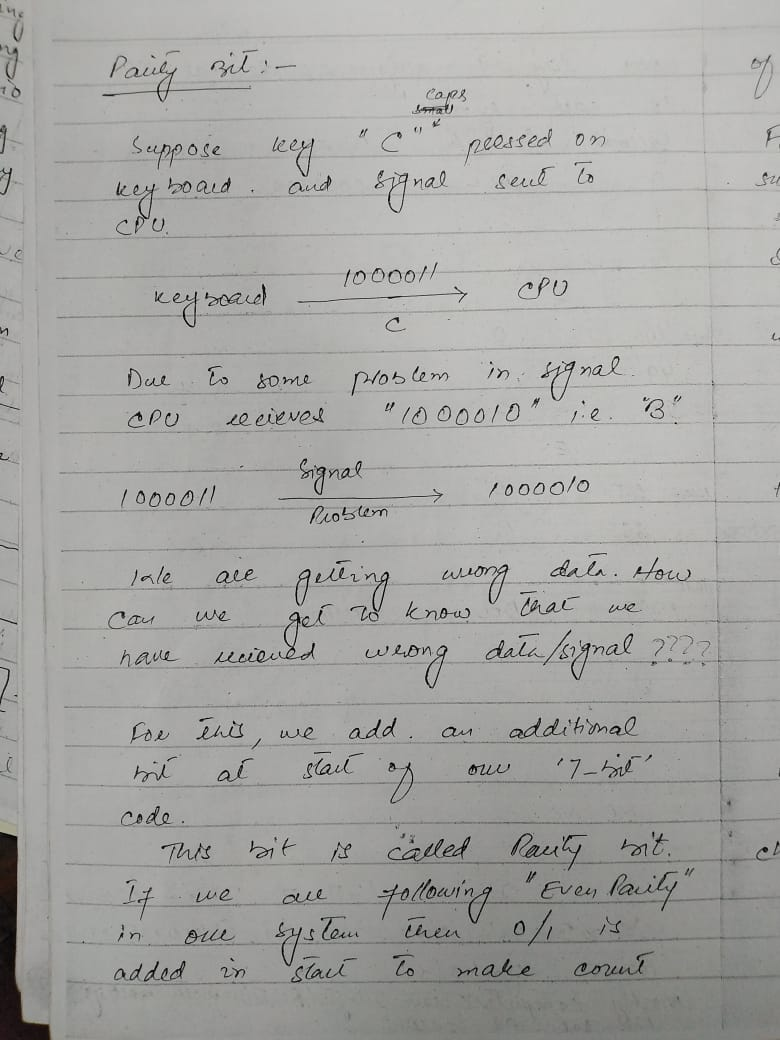 Parity Bit :-
caps
small
Suppose key "C" pressed on
keyboard. and signal sent to
CPU.
1000011
keyboard → CPU
C
Due to some problem in signal
CPU recieves "1000010" i.e. "B"
Signal
1000011 → 1000010
Problem
We are getting wrong data. How
can we get to know that we
have recieved wrong data/signal ????
For this, we add an additional
bit at start of our '7-bit'
code.
This bit is called Parity bit.
If we are following "Even Parity"
in our system then 0/1 is
added in start to make count
of